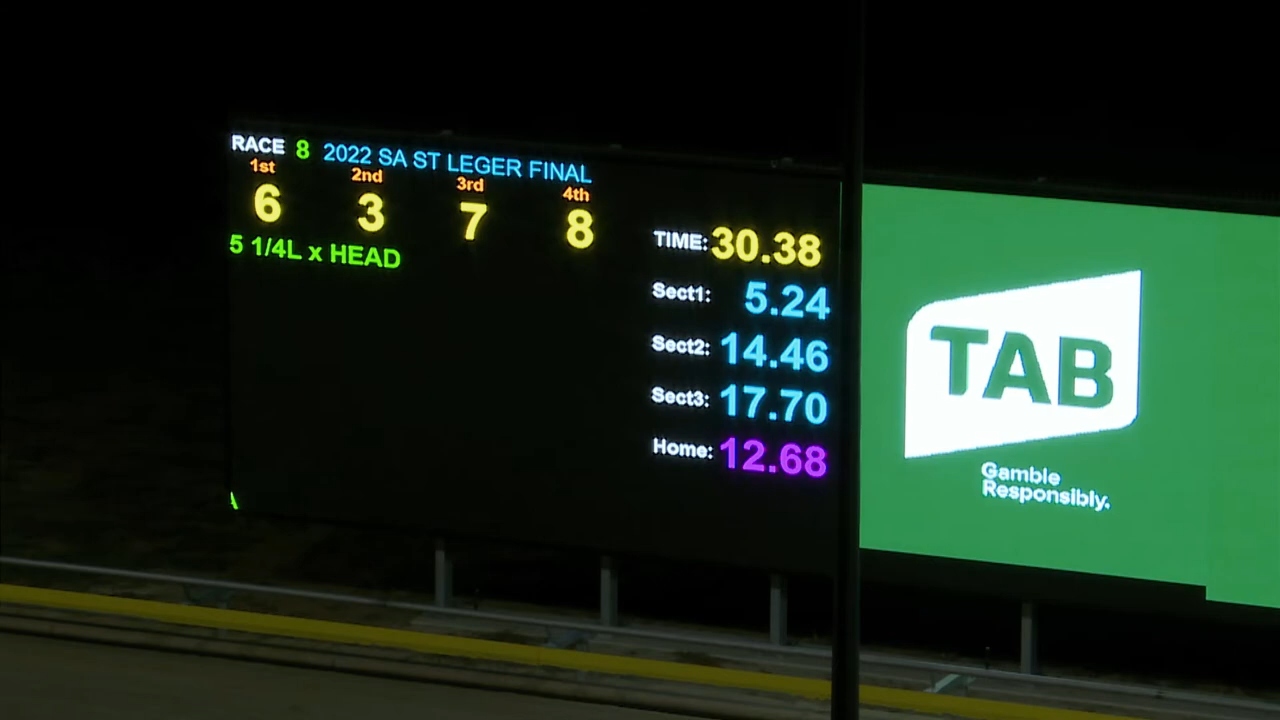 RACE 8 2022 SA ST LEGER FINAL
1st 2nd 3rd 4th
6 3 7 8
5 1/4L x HEAD
TIME: 30.38
Sect1: 5.24
Sect2: 14.46
Sect3: 17.70
Home: 12.68
TAB
Gamble
Responsibly.